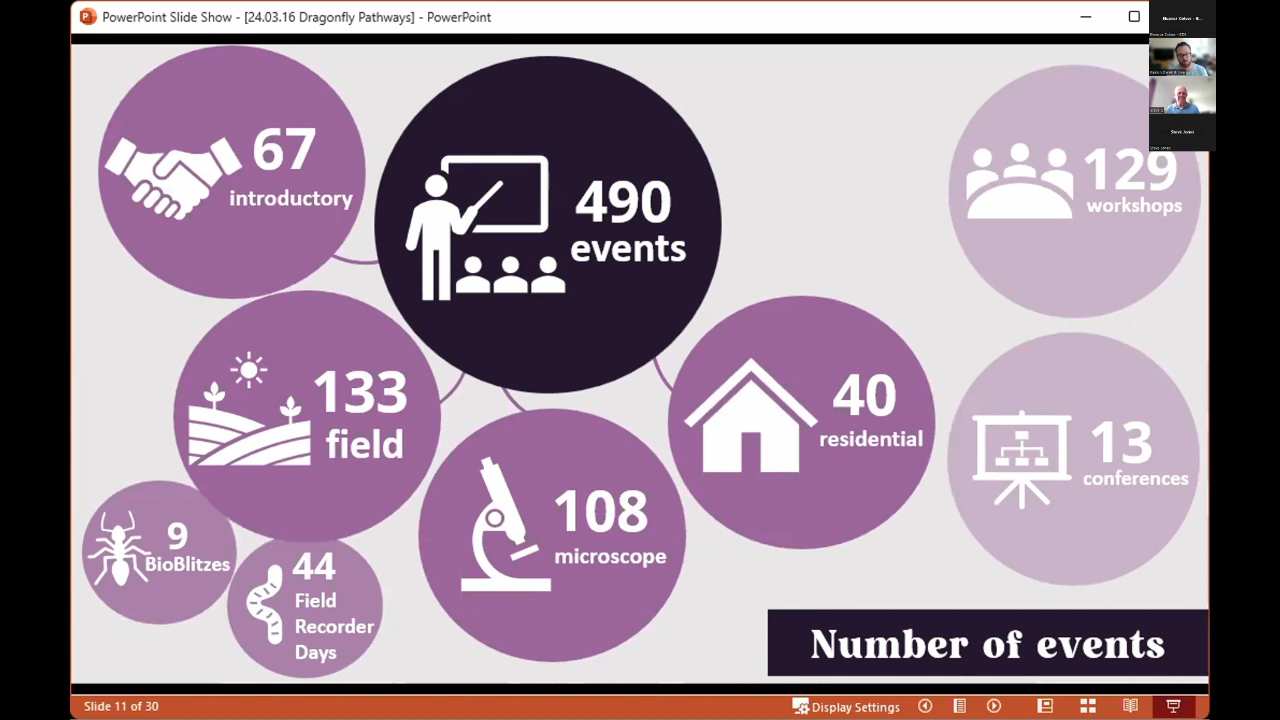 PowerPoint Slide Show - [24.03.16 Dragonfly Pathways] - PowerPoint
67
introductory
490
events
129
workshops
133
field
40
residential
13
conferences
108
microscope
9
BioBlitzes
44
Field
Recorder
Days
Number of events
Steve Jones
Slide 11 of 30
Display Settings